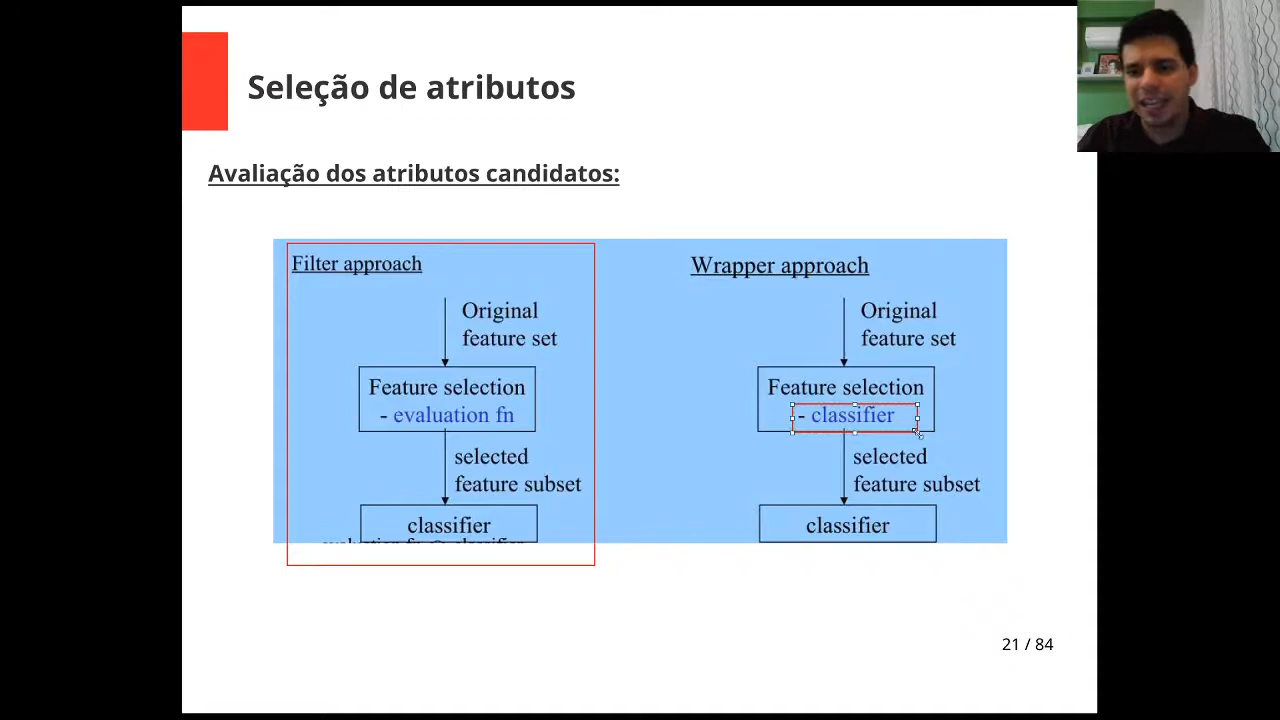 Seleção de atributos
Avaliação dos atributos candidatos:
Filter approach
Original
feature set
Feature selection
- evaluation fn
selected
feature subset
classifier
Wrapper approach
Original
feature set
Feature selection
- classifier
selected
feature subset
classifier
21 / 84